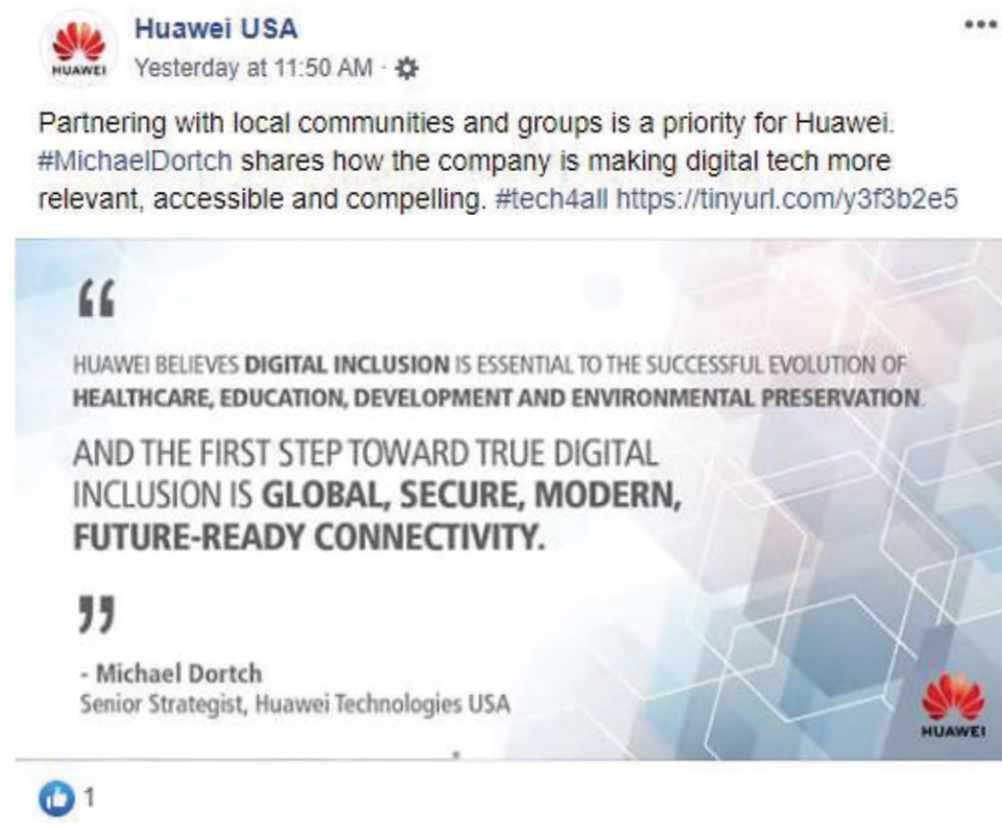 Huawei USA
HUAWEI
Yesterday at 11:50 AM ·
Partnering with local communities and groups is a priority for Huawei.
#MichaelDortch shares how the company is making digital tech more
relevant, accessible and compelling. #tech4all https://tinyurl.com/y3f3b2e5
“
HUAWEI BELIEVES DIGITAL INCLUSION IS ESSENTIAL TO THE SUCCESSFUL EVOLUTION OF
HEALTHCARE, EDUCATION, DEVELOPMENT AND ENVIRONMENTAL PRESERVATION.
AND THE FIRST STEP TOWARD TRUE DIGITAL
INCLUSION IS GLOBAL, SECURE, MODERN,
FUTURE-READY CONNECTIVITY.
”
- Michael Dortch
Senior Strategist, Huawei Technologies USA
HUAWEI
1